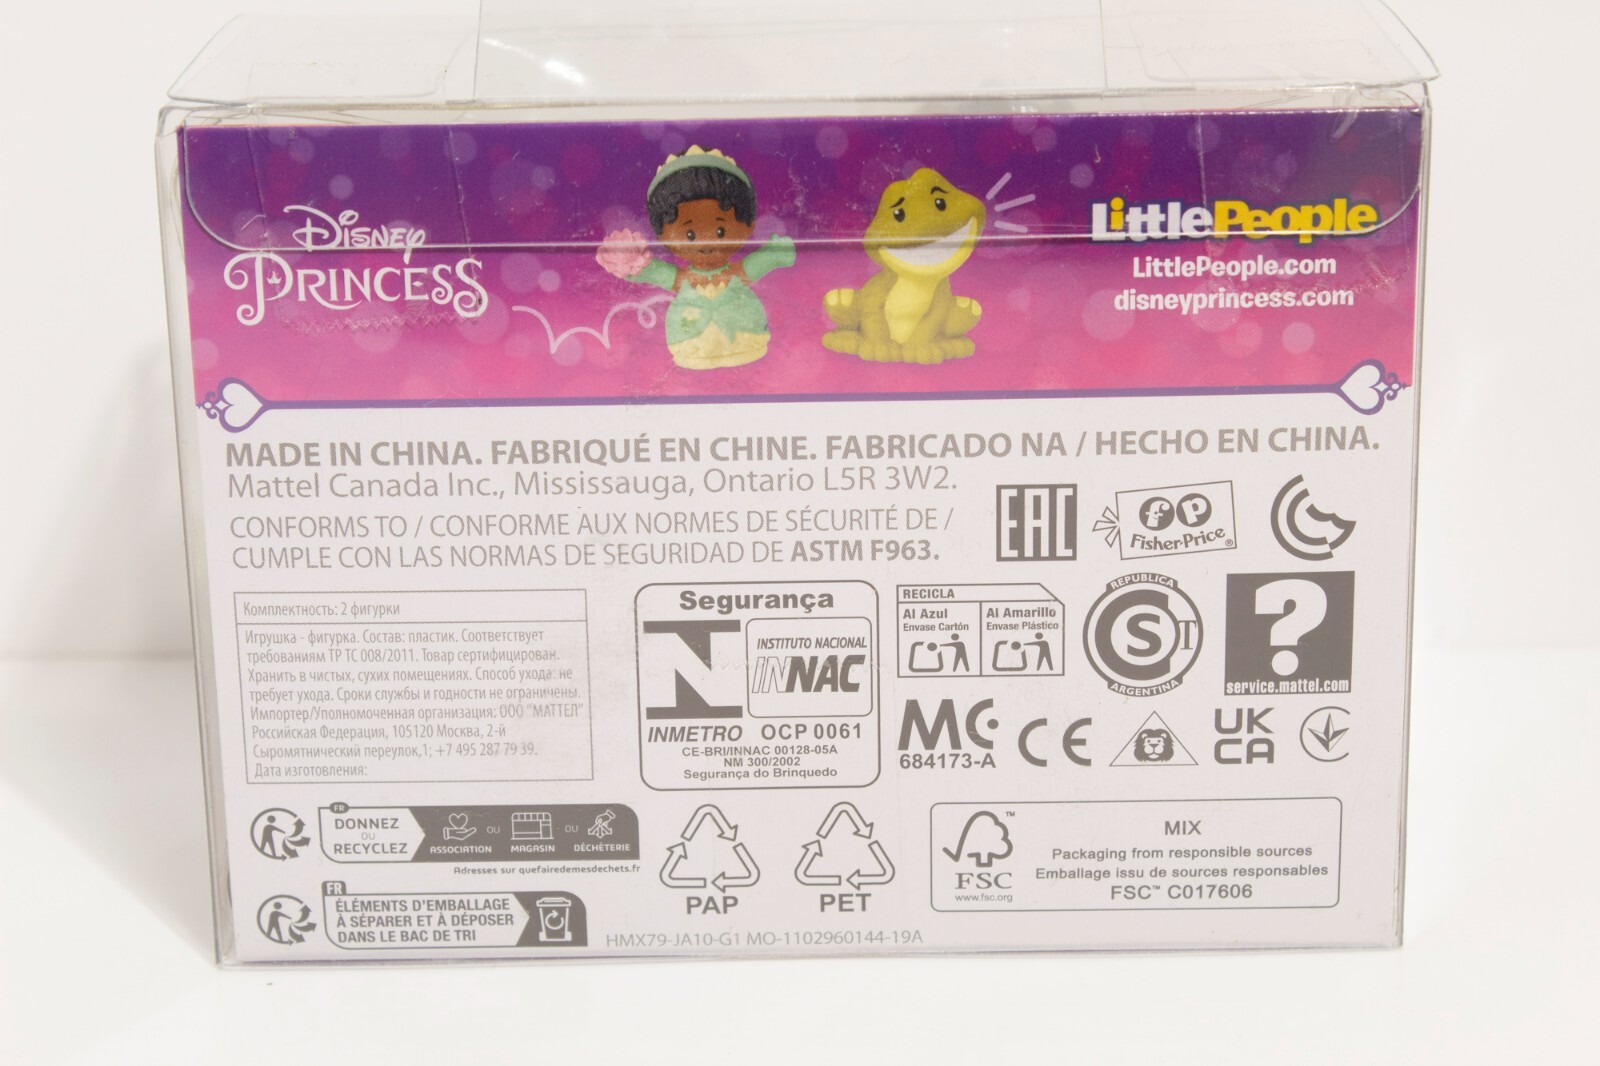 Disney
PRINCESS
LittlePeople
LittlePeople.com
disneyprincess.com
MADE IN CHINA. FABRIQUÉ EN CHINE. FABRICADO NA / HECHO EN CHINA.
Mattel Canada Inc., Mississauga, Ontario L5R 3W2.
CONFORMS TO / CONFORME AUX NORMES DE SÉCURITÉ DE /
CUMPLE CON LAS NORMAS DE SEGURIDAD DE ASTM F963.
EAC
fp
Fisher-Price®
Комплектность: 2 фигурки
Игрушка - фигурка. Состав: пластик. Соответствует
требованиям ТР ТС 008/2011. Товар сертифицирован.
Хранить в чистых, сухих помещениях. Способ ухода: не
требует ухода. Сроки службы и годности не ограничены.
Импортер/Уполномоченная организация: ООО "МАТТЕЛ"
Российская Федерация, 105120 Москва, 2-й
Сыромятнический переулок,1; +7 495 287 79 39.
Дата изготовления:
Segurança
INSTITUTO NACIONAL
INNAC
INMETRO OCP 0061
CE-BRI/INNAC 00128-05A
NM 300/2002
Segurança do Brinquedo
RECICLA
Al Azul
Envase Cartón
Al Amarillo
Envase Plástico
REPUBLICA
S T
ARGENTINA
?
service.mattel.com
MC
684173-A
CE
UK
CA
FR
DONNEZ
OU
RECYCLEZ
ASSOCIATION
OU
MAGASIN
OU
DÉCHÈTERIE
Adresses sur quefairedemesdechets.fr
FR
ÉLÉMENTS D'EMBALLAGE
À SÉPARER ET À DÉPOSER
DANS LE BAC DE TRI
PAP
PET
FSC™
www.fsc.org
MIX
Packaging from responsible sources
Emballage issu de sources responsables
FSC™ C017606
HMX79-JA10-G1 MO-1102960144-19A